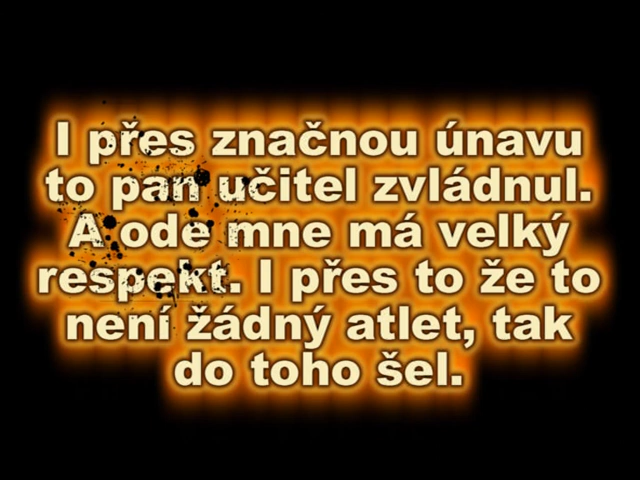 I přes značnou únavu
to pan učitel zvládnul.
A ode mne má velký
respekt. I přes to že to
není žádný atlet, tak
do toho šel.